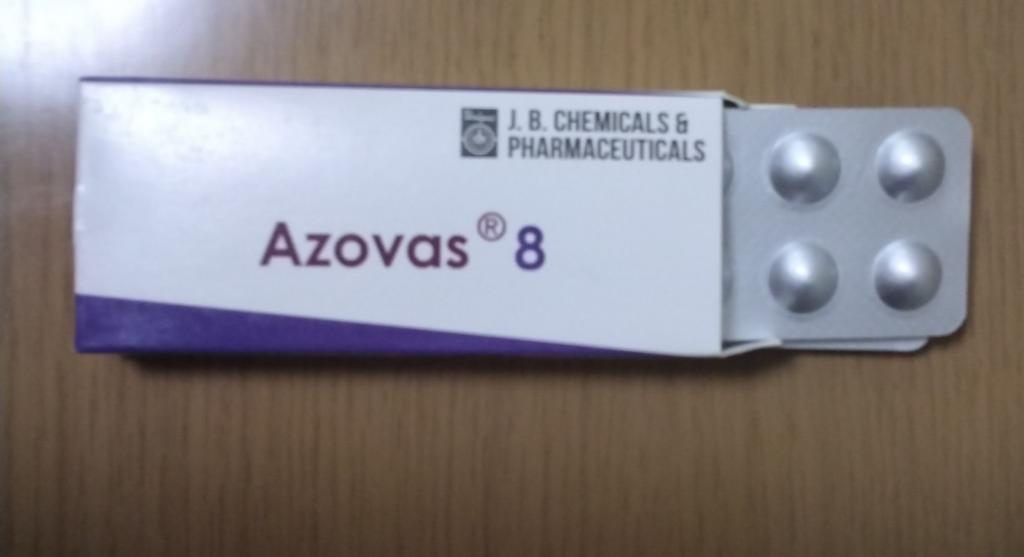 J. B. CHEMICALS &
PHARMACEUTICALS
Azovas® 8